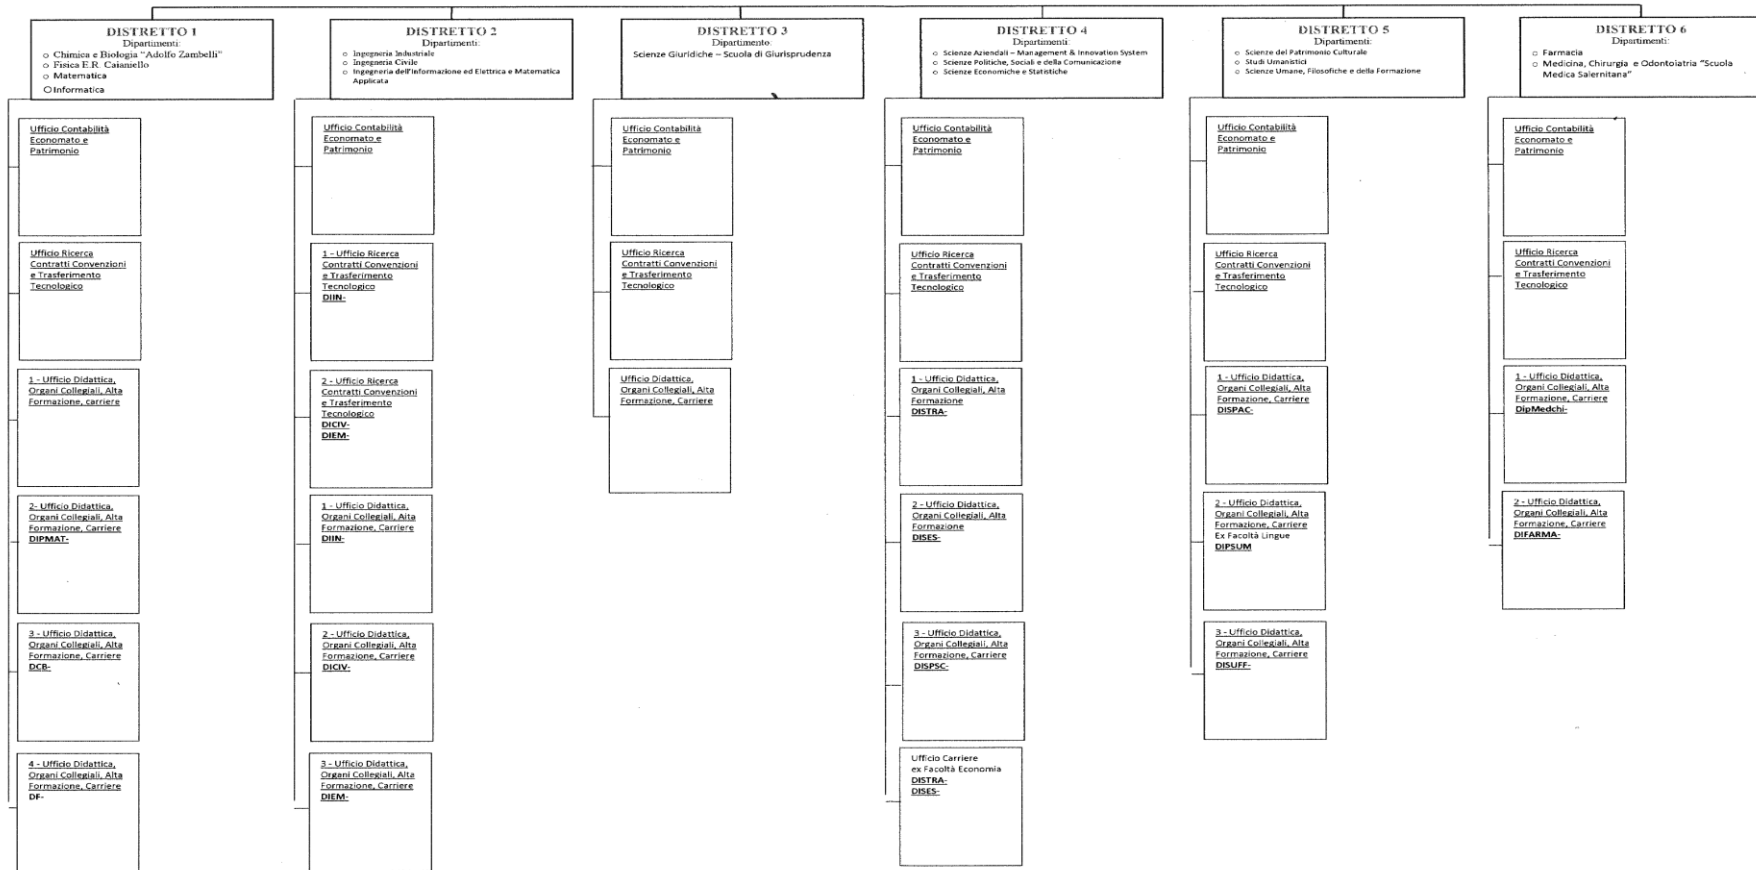 DISTRETTO 1
Dipartimenti:
o Chimica e Biologia "Adolfo Zambelli"
o Fisica E.R. Caianiello
o Matematica
O Informatica
Ufficio Contabilità
Economato e
Patrimonio
Ufficio Ricerca
Contratti Convenzioni
e Trasferimento
Tecnologico
1 - Ufficio Didattica,
Organi Collegiali, Alta
Formazione, carriere
2- Ufficio Didattica,
Organi Collegiali, Alta
Formazione, Carriere
DIPMAT-
3 - Ufficio Didattica,
Organi Collegiali, Alta
Formazione, Carriere
DCB-
4 - Ufficio Didattica,
Organi Collegiali, Alta
Formazione, Carriere
DF-
DISTRETTO 2
Dipartimenti:
o Ingegneria Industriale
o Ingegneria Civile
o Ingegneria dell'Informazione ed Elettrica e Matematica
Applicata
Ufficio Contabilità
Economato e
Patrimonio
1 - Ufficio Ricerca
Contratti Convenzioni
e Trasferimento
Tecnologico
DIIN-
2 - Ufficio Ricerca
Contratti Convenzioni
e Trasferimento
Tecnologico
DICIV-
DIEM-
1 - Ufficio Didattica,
Organi Collegiali, Alta
Formazione, Carriere
DIIN-
2 - Ufficio Didattica,
Organi Collegiali, Alta
Formazione, Carriere
DICIV-
3 - Ufficio Didattica,
Organi Collegiali, Alta
Formazione, Carriere
DIEM-
DISTRETTO 3
Dipartimento:
Scienze Giuridiche – Scuola di Giurisprudenza
Ufficio Contabilità
Economato e
Patrimonio
Ufficio Ricerca
Contratti Convenzioni
e Trasferimento
Tecnologico
Ufficio Didattica,
Organi Collegiali, Alta
Formazione, Carriere
DISTRETTO 4
Dipartimenti:
o Scienze Aziendali – Management & Innovation System
o Scienze Politiche, Sociali e della Comunicazione
o Scienze Economiche e Statistiche
Ufficio Contabilità
Economato e
Patrimonio
Ufficio Ricerca
Contratti Convenzioni
e Trasferimento
Tecnologico
1 - Ufficio Didattica,
Organi Collegiali, Alta
Formazione
DISTRA-
2 - Ufficio Didattica,
Organi Collegiali, Alta
Formazione
DISES-
3 - Ufficio Didattica,
Organi Collegiali, Alta
Formazione, Carriere
DISPSC-
Ufficio Carriere
ex Facoltà Economia
DISTRA-
DISES-
DISTRETTO 5
Dipartimenti:
o Scienze del Patrimonio Culturale
o Studi Umanistici
o Scienze Umane, Filosofiche e della Formazione
Ufficio Contabilità
Economato e
Patrimonio
Ufficio Ricerca
Contratti Convenzioni
e Trasferimento
Tecnologico
1 - Ufficio Didattica,
Organi Collegiali, Alta
Formazione, Carriere
DISPAC-
2 - Ufficio Didattica,
Organi Collegiali, Alta
Formazione, Carriere
Ex Facoltà Lingue
DIPSUM
3 - Ufficio Didattica,
Organi Collegiali, Alta
Formazione, Carriere
DISUFF-
DISTRETTO 6
Dipartimenti:
o Farmacia
o Medicina, Chirurgia e Odontoiatria "Scuola
Medica Salernitana"
Ufficio Contabilità
Economato e
Patrimonio
Ufficio Ricerca
Contratti Convenzioni
e Trasferimento
Tecnologico
1 - Ufficio Didattica,
Organi Collegiali, Alta
Formazione, Carriere
DipMedchi-
2 - Ufficio Didattica,
Organi Collegiali, Alta
Formazione, Carriere
DIFARMA-